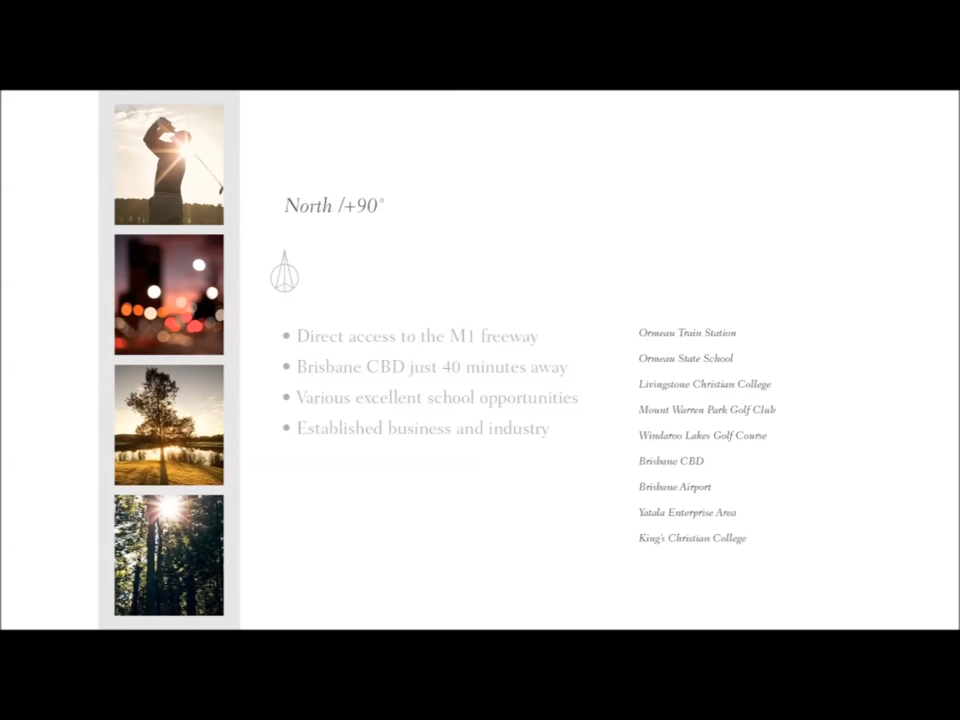 North /+90°
• Direct access to the M1 freeway
• Brisbane CBD just 40 minutes away
• Various excellent school opportunities
• Established business and industry
Ormeau Train Station
Ormeau State School
Livingstone Christian College
Mount Warren Park Golf Club
Windaroo Lakes Golf Course
Brisbane CBD
Brisbane Airport
Yatala Enterprise Area
King's Christian College